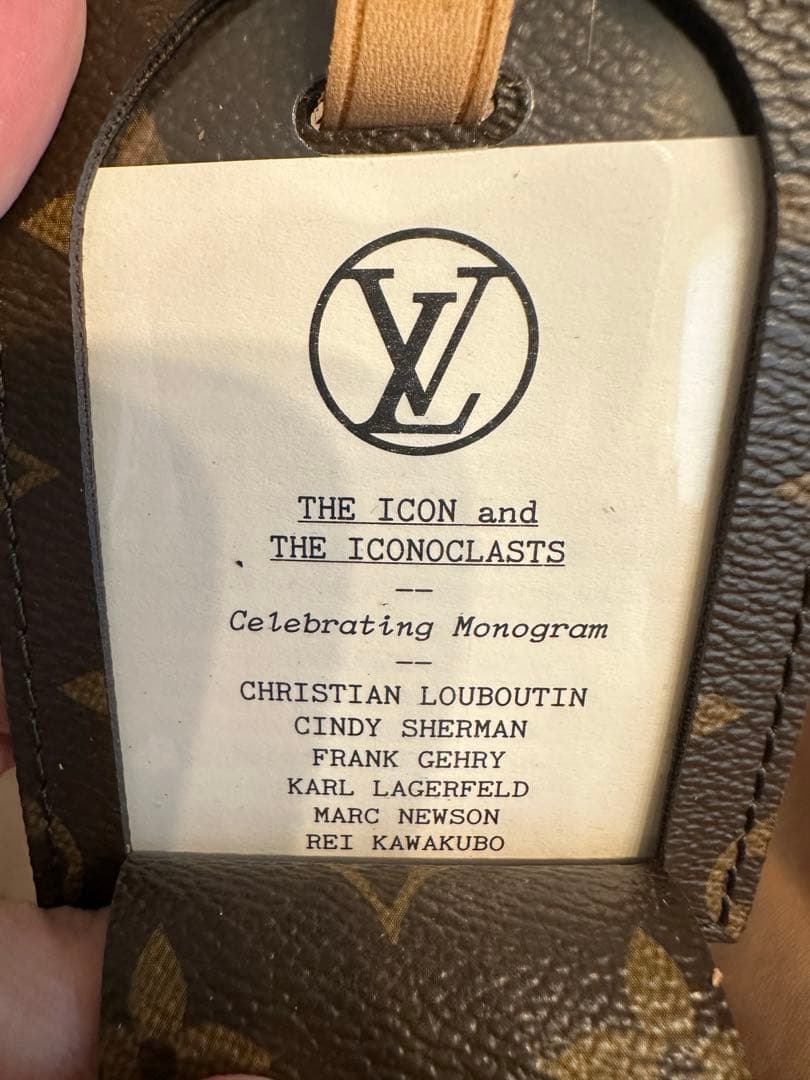 LV
THE ICON and
THE ICONOCLASTS
—
Celebrating Monogram
—
CHRISTIAN LOUBOUTIN
CINDY SHERMAN
FRANK GEHRY
KARL LAGERFELD
MARC NEWSON
REI KAWAKUBO